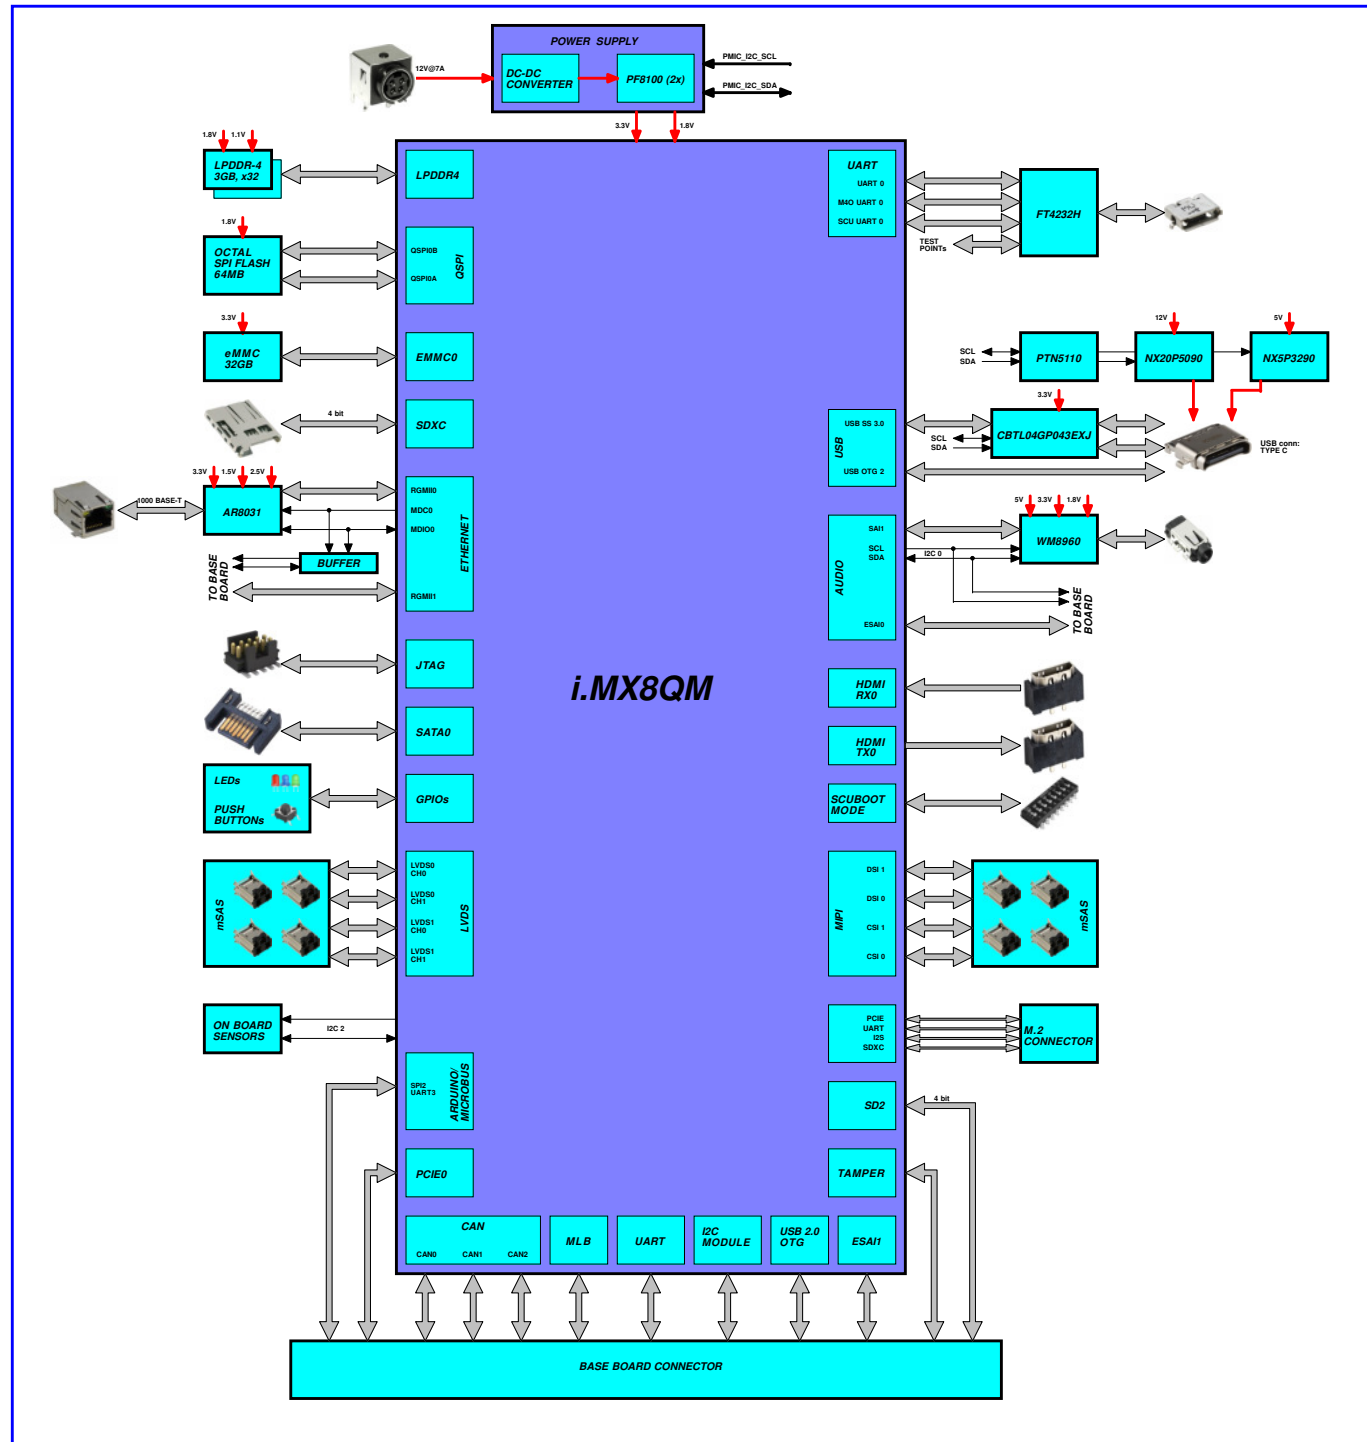 POWER SUPPLY
12V@7A
DC-DC
CONVERTER
PF8100 (2x)
PMIC_I2C_SCL
PMIC_I2C_SDA
3.3V
1.8V
1.8V
1.1V
LPDDR-4
3GB, x32
LPDDR4
1.8V
OCTAL
SPI FLASH
64MB
QSPI0B
QSPI0A
QSPI
3.3V
eMMC
32GB
EMMC0
4 bit
SDXC
3.3V
1.5V
2.5V
1000 BASE-T
AR8031
RGMII0
MDC0
MDIO0
RGMII1
ETHERNET
BUFFER
TO BASE
BOARD
JTAG
SATA0
LEDs
PUSH
BUTTONs
GPIOs
mSAS
LVDS0
CH0
LVDS0
CH1
LVDS1
CH0
LVDS1
CH1
LVDS
ON BOARD
SENSORS
I2C 2
SPI2
UART3
ARDUINO/
MICROBUS
PCIE0
i.MX8QM
UART
UART 0
M4O UART 0
SCU UART 0
TEST
POINTs
FT4232H
SCL
SDA
PTN5110
12V
NX20P5090
5V
NX5P3290
3.3V
USB SS 3.0
USB OTG 2
USB
SCL
SDA
CBTL04GP043EXJ
USB conn:
TYPE C
5V
3.3V
1.8V
SAI1
SCL
SDA
ESAI0
AUDIO
I2C 0
WM8960
TO BASE
BOARD
HDMI
RX0
HDMI
TX0
SCUBOOT
MODE
DSI 1
DSI 0
CSI 1
CSI 0
MIPI
mSAS
PCIE
UART
I2S
SDXC
M.2
CONNECTOR
SD2
4 bit
TAMPER
CAN
CAN0
CAN1
CAN2
MLB
UART
I2C
MODULE
USB 2.0
OTG
ESAI1
BASE BOARD CONNECTOR